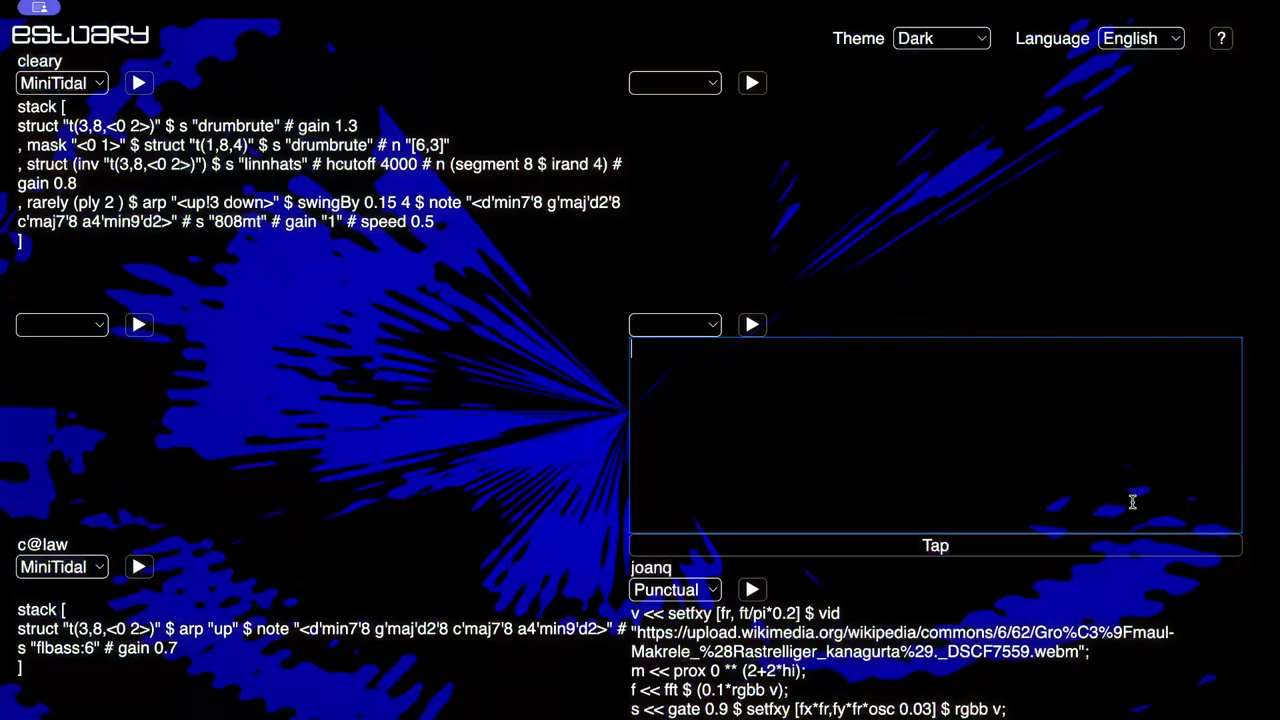 estuary
Theme Dark Language English ?
cleary
MiniTidal
stack [
struct "t(3,8,<0 2>)" $ s "drumbrute" # gain 1.3
, mask "<0 1>" $ struct "t(1,8,4)" $ s "drumbrute" # n "[6,3]"
, struct (inv "t(3,8,<0 2>)") $ s "linnhats" # hcutoff 4000 # n (segment 8 $ irand 4) #
gain 0.8
, rarely (ply 2 ) $ arp "<up!3 down>" $ swingBy 0.15 4 $ note "<d'min7'8 g'maj'd2'8
c'maj7'8 a4'min9'd2>" # s "808mt" # gain "1" # speed 0.5
]
c@law
MiniTidal
stack [
struct "t(3,8,<0 2>)" $ arp "up" $ note "<d'min7'8 g'maj'd2'8 c'maj7'8 a4'min9'd2>" #
s "flbass:6" # gain 0.7
]
Tap
joanq
Punctual
v << setfxy [fr, ft/pi*0.2] $ vid
"https://upload.wikimedia.org/wikipedia/commons/6/62/Gro%C3%9Fmaul-
Makrele_%28Rastrelliger_kanagurta%29._DSCF7559.webm";
m << prox 0 ** (2+2*hi);
f << fft $ (0.1*rgbb v);
s << gate 0.9 $ setfxy [fx*fr,fy*fr*osc 0.03] $ rgbb v;